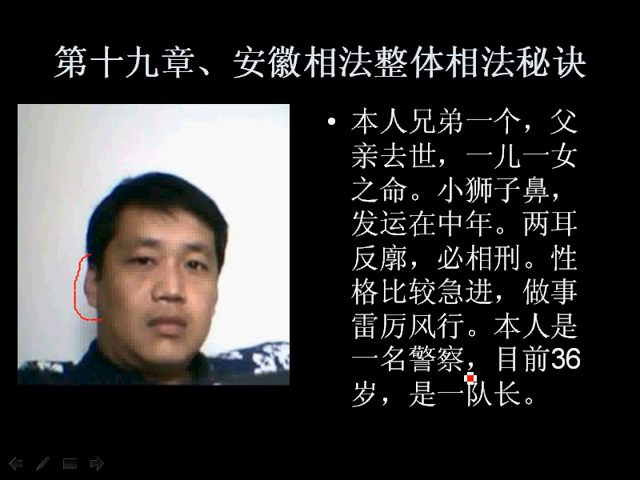 第十九章、安徽相法整体相法秘诀
• 本人兄弟一个，父
亲去世，一儿一女
之命。小狮子鼻，
发运在中年。两耳
反廓，必相刑。性
格比较急进，做事
雷厉风行。本人是
一名警察，目前36
岁，是一队长。